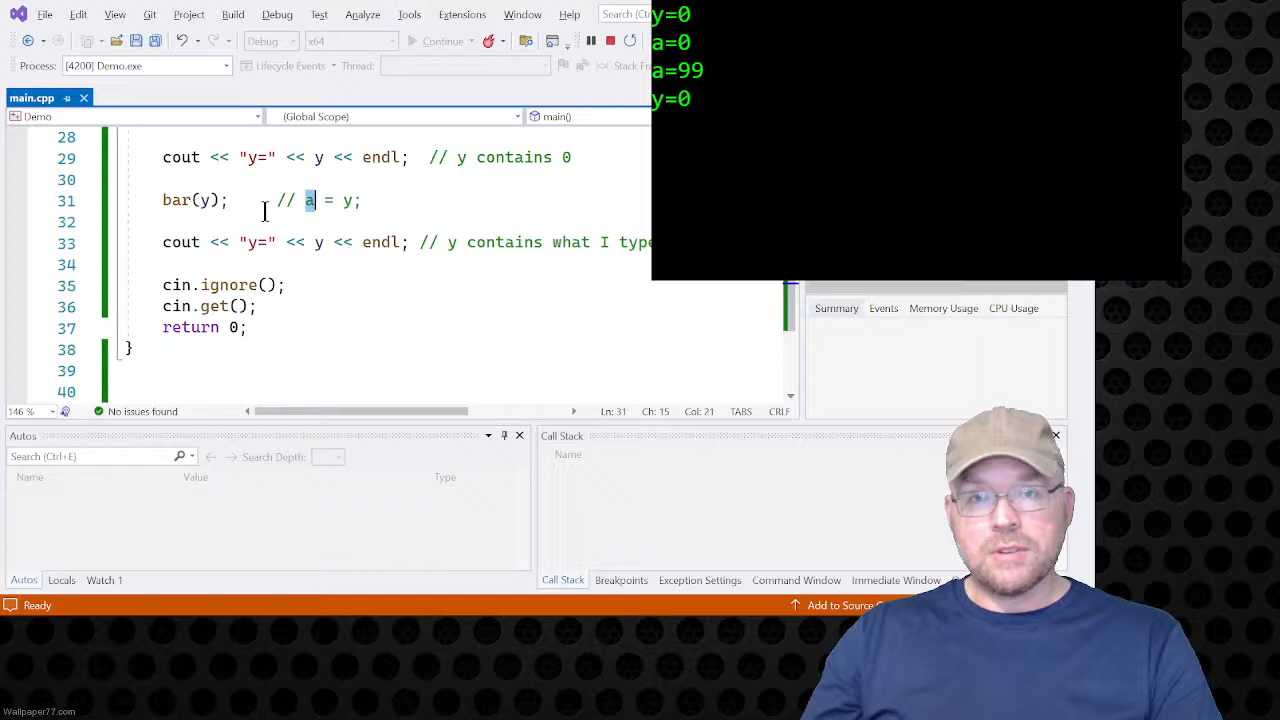 File Edit View Git Project Build Debug Test Analyze Tools Extensions Window Help Search (Ctrl+
Debug x64 Continue
Process: [4200] Demo.exe Lifecycle Events Thread: Stack
main.cpp
Demo (Global Scope) main()
y=0
a=0
a=99
y=0
28
29 cout << "y=" << y << endl; // y contains 0
30
31 bar(y); // a = y;
32
33 cout << "y=" << y << endl; // y contains what I type
34
35 cin.ignore();
36 cin.get();
37 return 0;
38 }
39
40
146 % No issues found Ln: 31 Ch: 15 Col: 21 TABS CRLF
Summary Events Memory Usage CPU Usage
Autos
Search (Ctrl+E) Search Depth:
Name Value Type
Autos Locals Watch 1
Call Stack
Name
Call Stack Breakpoints Exception Settings Command Window Immediate Window
Ready Add to Source
Wallpaper77.com